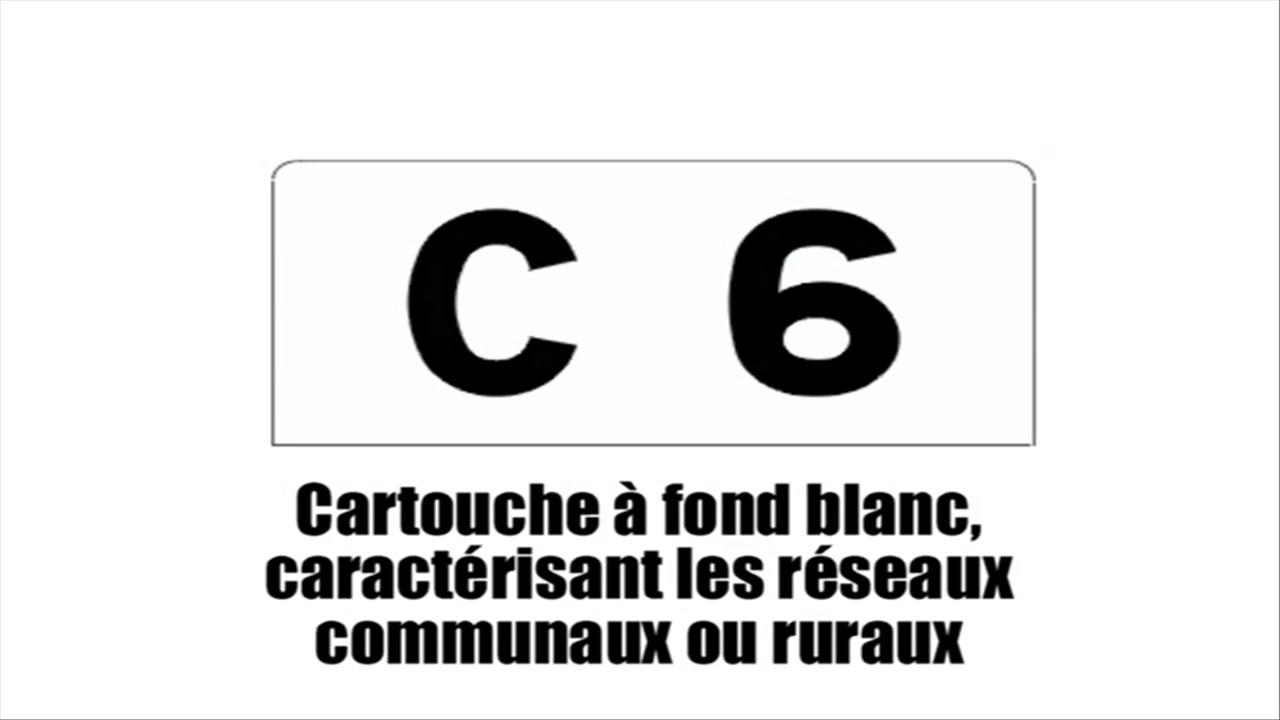 C 6
Cartouche à fond blanc,
caractérisant les réseaux
communaux ou ruraux